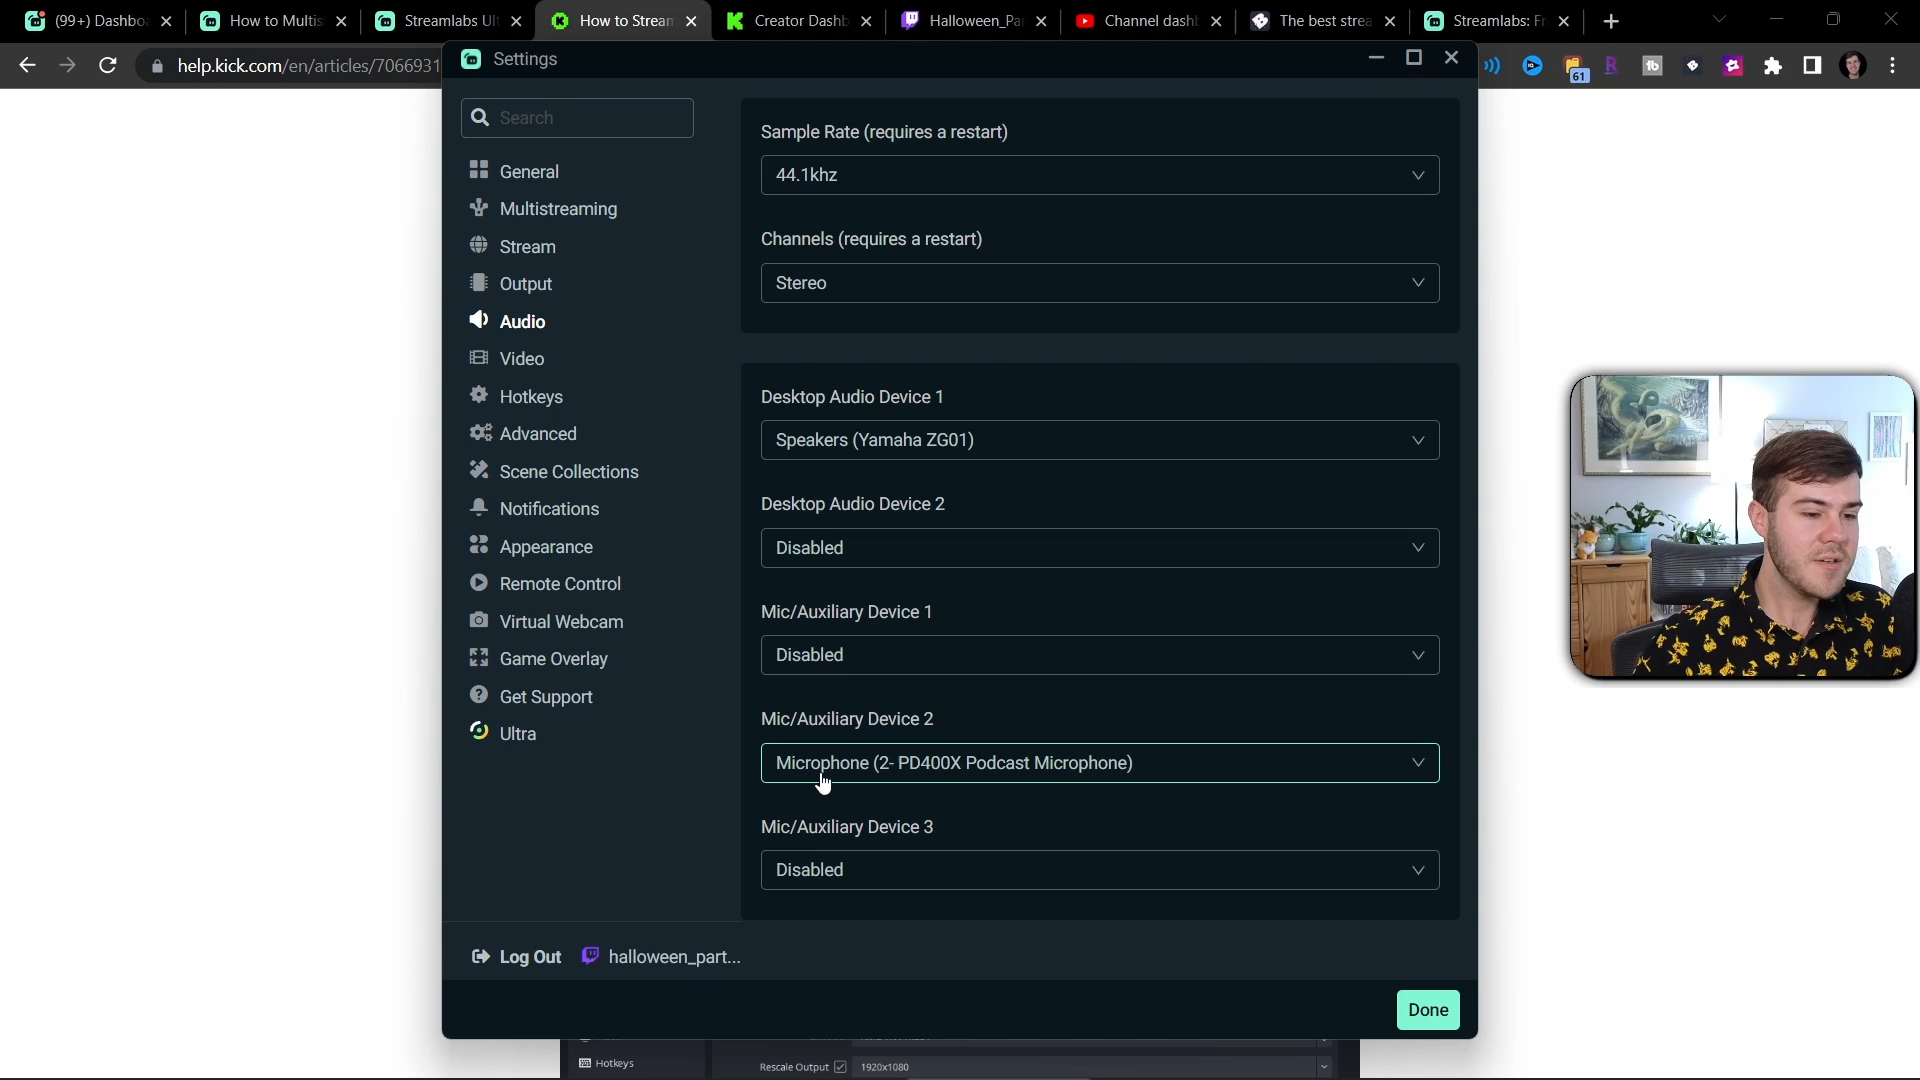 (99+) Dashbo
How to Multis
Streamlabs Ul
How to Stream
Creator Dashb
Halloween_Pa
Channel dash
The best strea
Streamlabs: Fr
help.kick.com/en/articles/7066931
61
Settings
Search
General
Multistreaming
Stream
Output
Audio
Video
Hotkeys
Advanced
Scene Collections
Notifications
Appearance
Remote Control
Virtual Webcam
Game Overlay
Get Support
Ultra
Log Out
halloween_part...
Sample Rate (requires a restart)
44.1khz
Channels (requires a restart)
Stereo
Desktop Audio Device 1
Speakers (Yamaha ZG01)
Desktop Audio Device 2
Disabled
Mic/Auxiliary Device 1
Disabled
Mic/Auxiliary Device 2
Microphone (2- PD400X Podcast Microphone)
Mic/Auxiliary Device 3
Disabled
Done
Hotkeys
Rescale Output
1920x1080